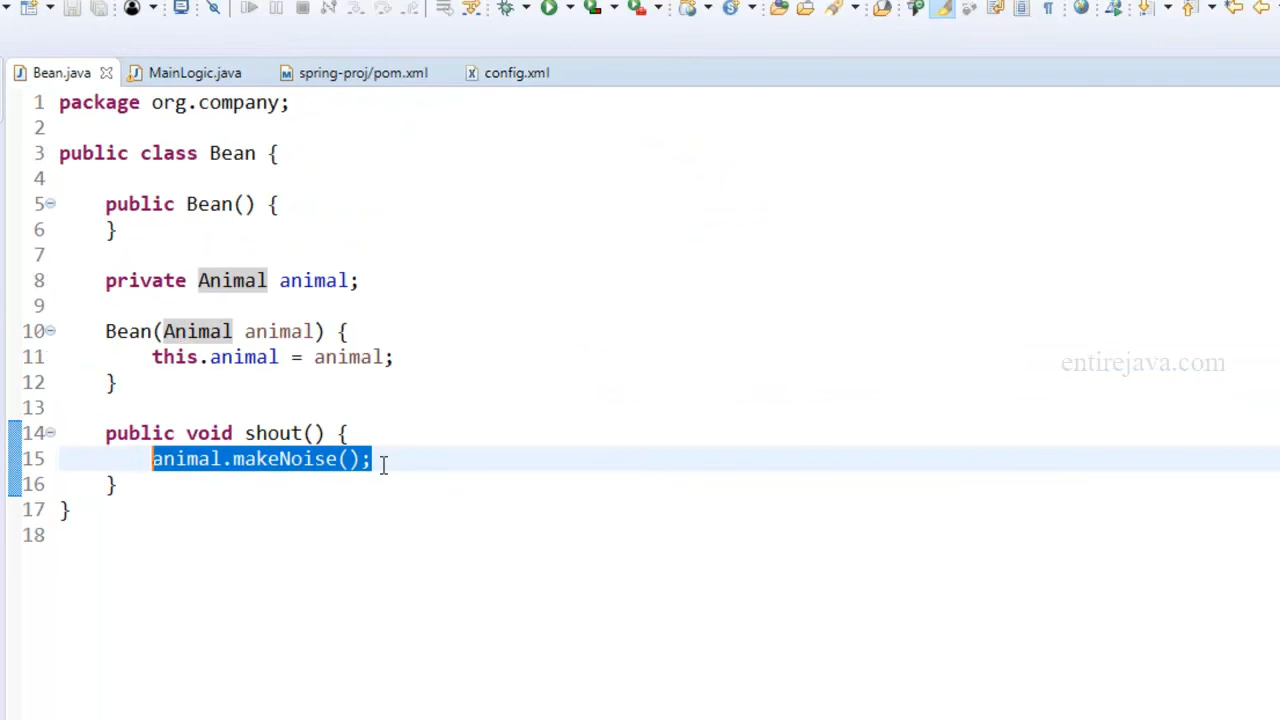 Bean.java MainLogic.java spring-proj/pom.xml config.xml
1 package org.company;
2
3 public class Bean {
4
5 public Bean() {
6 }
7
8 private Animal animal;
9
10 Bean(Animal animal) {
11 this.animal = animal;
12 }
13
14 public void shout() {
15 animal.makeNoise();
16 }
17 }
18
entirejava.com